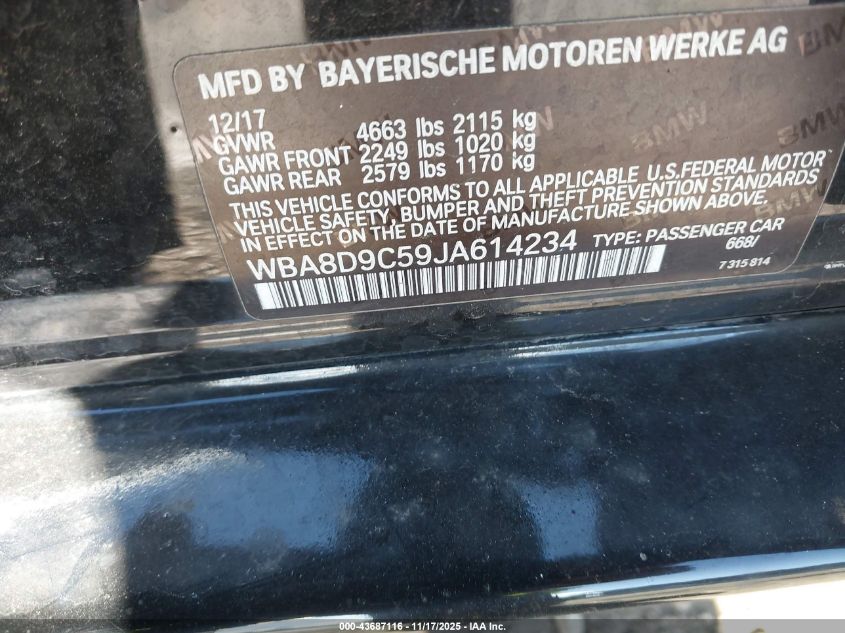 MFD BY BAYERISCHE MOTOREN WERKE AG
12/17
GVWR 4663 lbs 2115 kg
GAWR FRONT 2249 lbs 1020 kg
GAWR REAR 2579 lbs 1170 kg
THIS VEHICLE CONFORMS TO ALL APPLICABLE U.S.FEDERAL MOTOR
VEHICLE SAFETY, BUMPER AND THEFT PREVENTION STANDARDS
IN EFFECT ON THE DATE OF MANUFACTURE SHOWN ABOVE.
WBA8D9C59JA614234 TYPE: PASSENGER CAR
668/
7315814
000-43687116 - 11/17/2025 - IAA Inc.